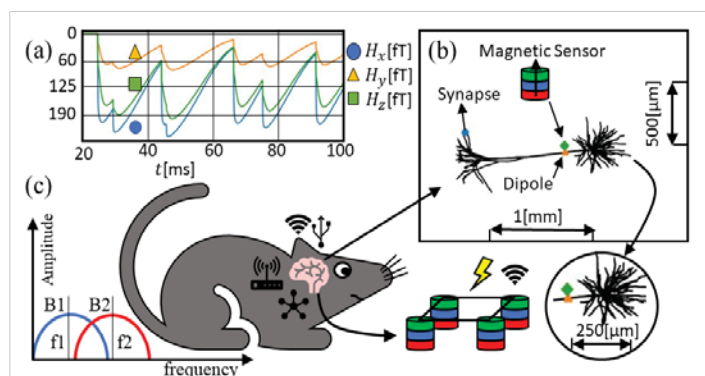 (a)
0
60
125
190
20
40
60
80
100
t[ms]
Hx[fT]
Hy[fT]
Hz[fT]
(b)
Magnetic Sensor
Synapse
Dipole
500[µm]
1[mm]
250[µm]
(c)
Amplitude
B1
B2
f1
f2
frequency